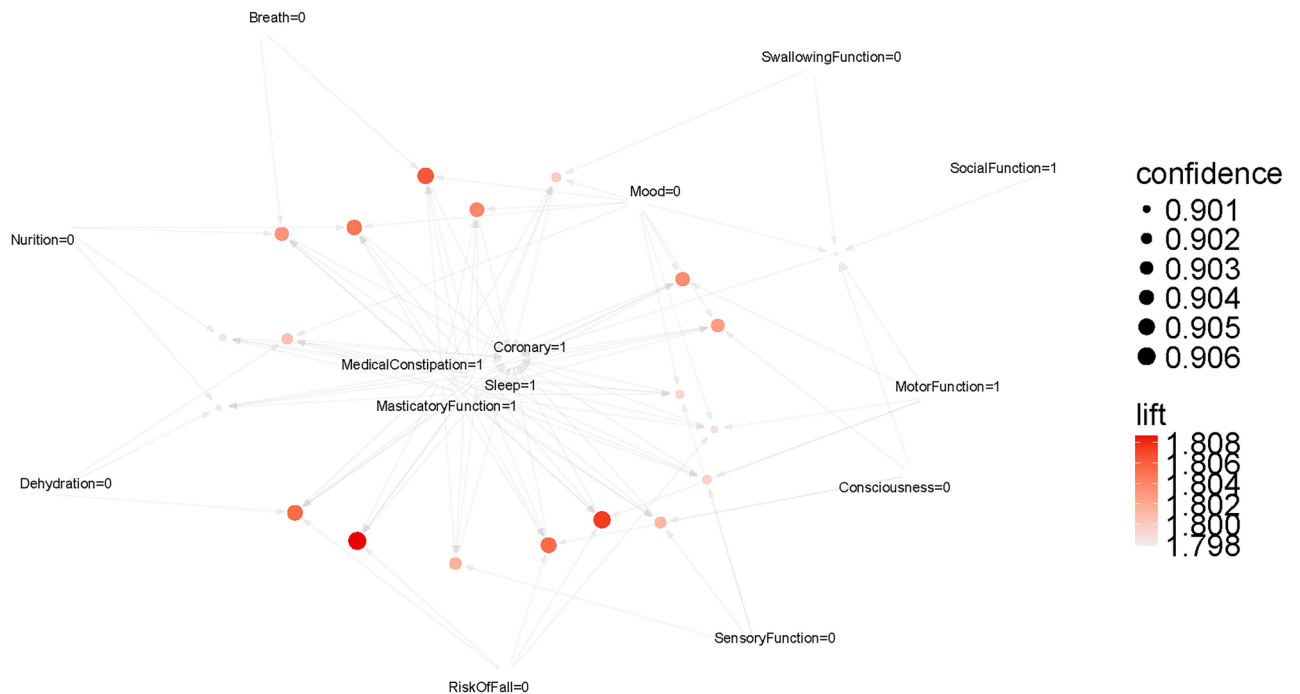 Breath=0
SwallowingFunction=0
SocialFunction=1
Mood=0
Nurition=0
Coronary=1
MedicalConstipation=1
Sleep=1
MasticatoryFunction=1
MotorFunction=1
Dehydration=0
Consciousness=0
SensoryFunction=0
RiskOfFall=0
confidence
0.901
0.902
0.903
0.904
0.905
0.906
lift
1.808
1.806
1.804
1.802
1.800
1.798